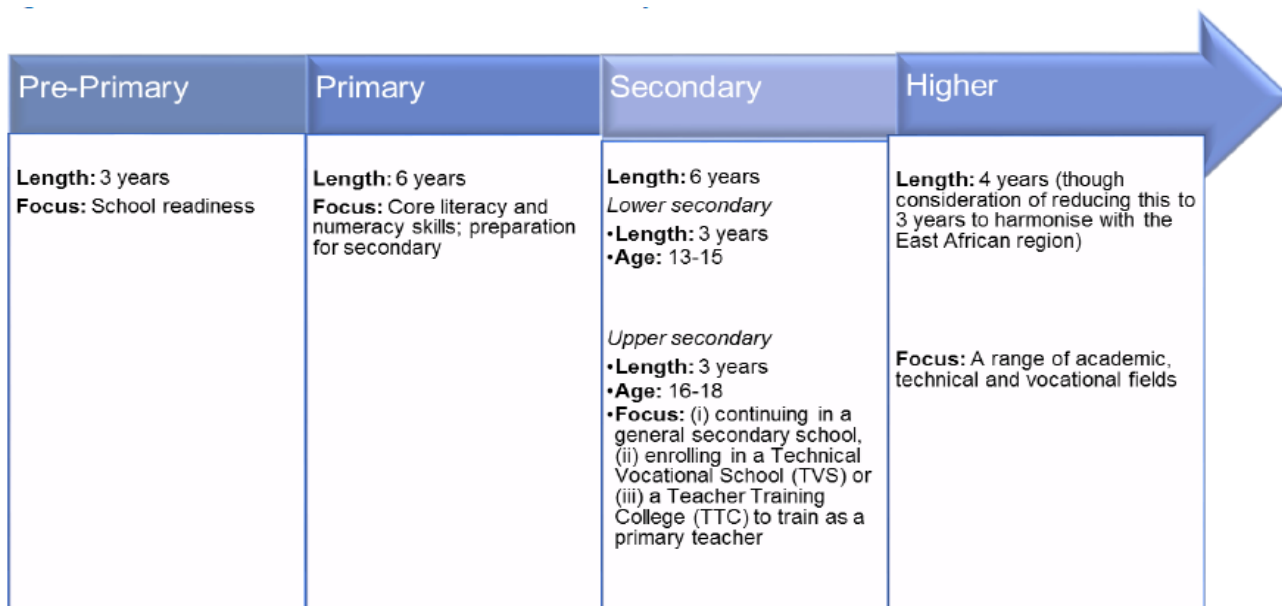 Pre-Primary
Length: 3 years
Focus: School readiness
Primary
Length: 6 years
Focus: Core literacy and
numeracy skills; preparation
for secondary
Secondary
Length: 6 years
Lower secondary
•Length: 3 years
•Age: 13-15
Upper secondary
•Length: 3 years
•Age: 16-18
•Focus: (i) continuing in a
general secondary school,
(ii) enrolling in a Technical
Vocational School (TVS) or
(iii) a Teacher Training
College (TTC) to train as a
primary teacher
Higher
Length: 4 years (though
consideration of reducing this to
3 years to harmonise with the
East African region)
Focus: A range of academic,
technical and vocational fields